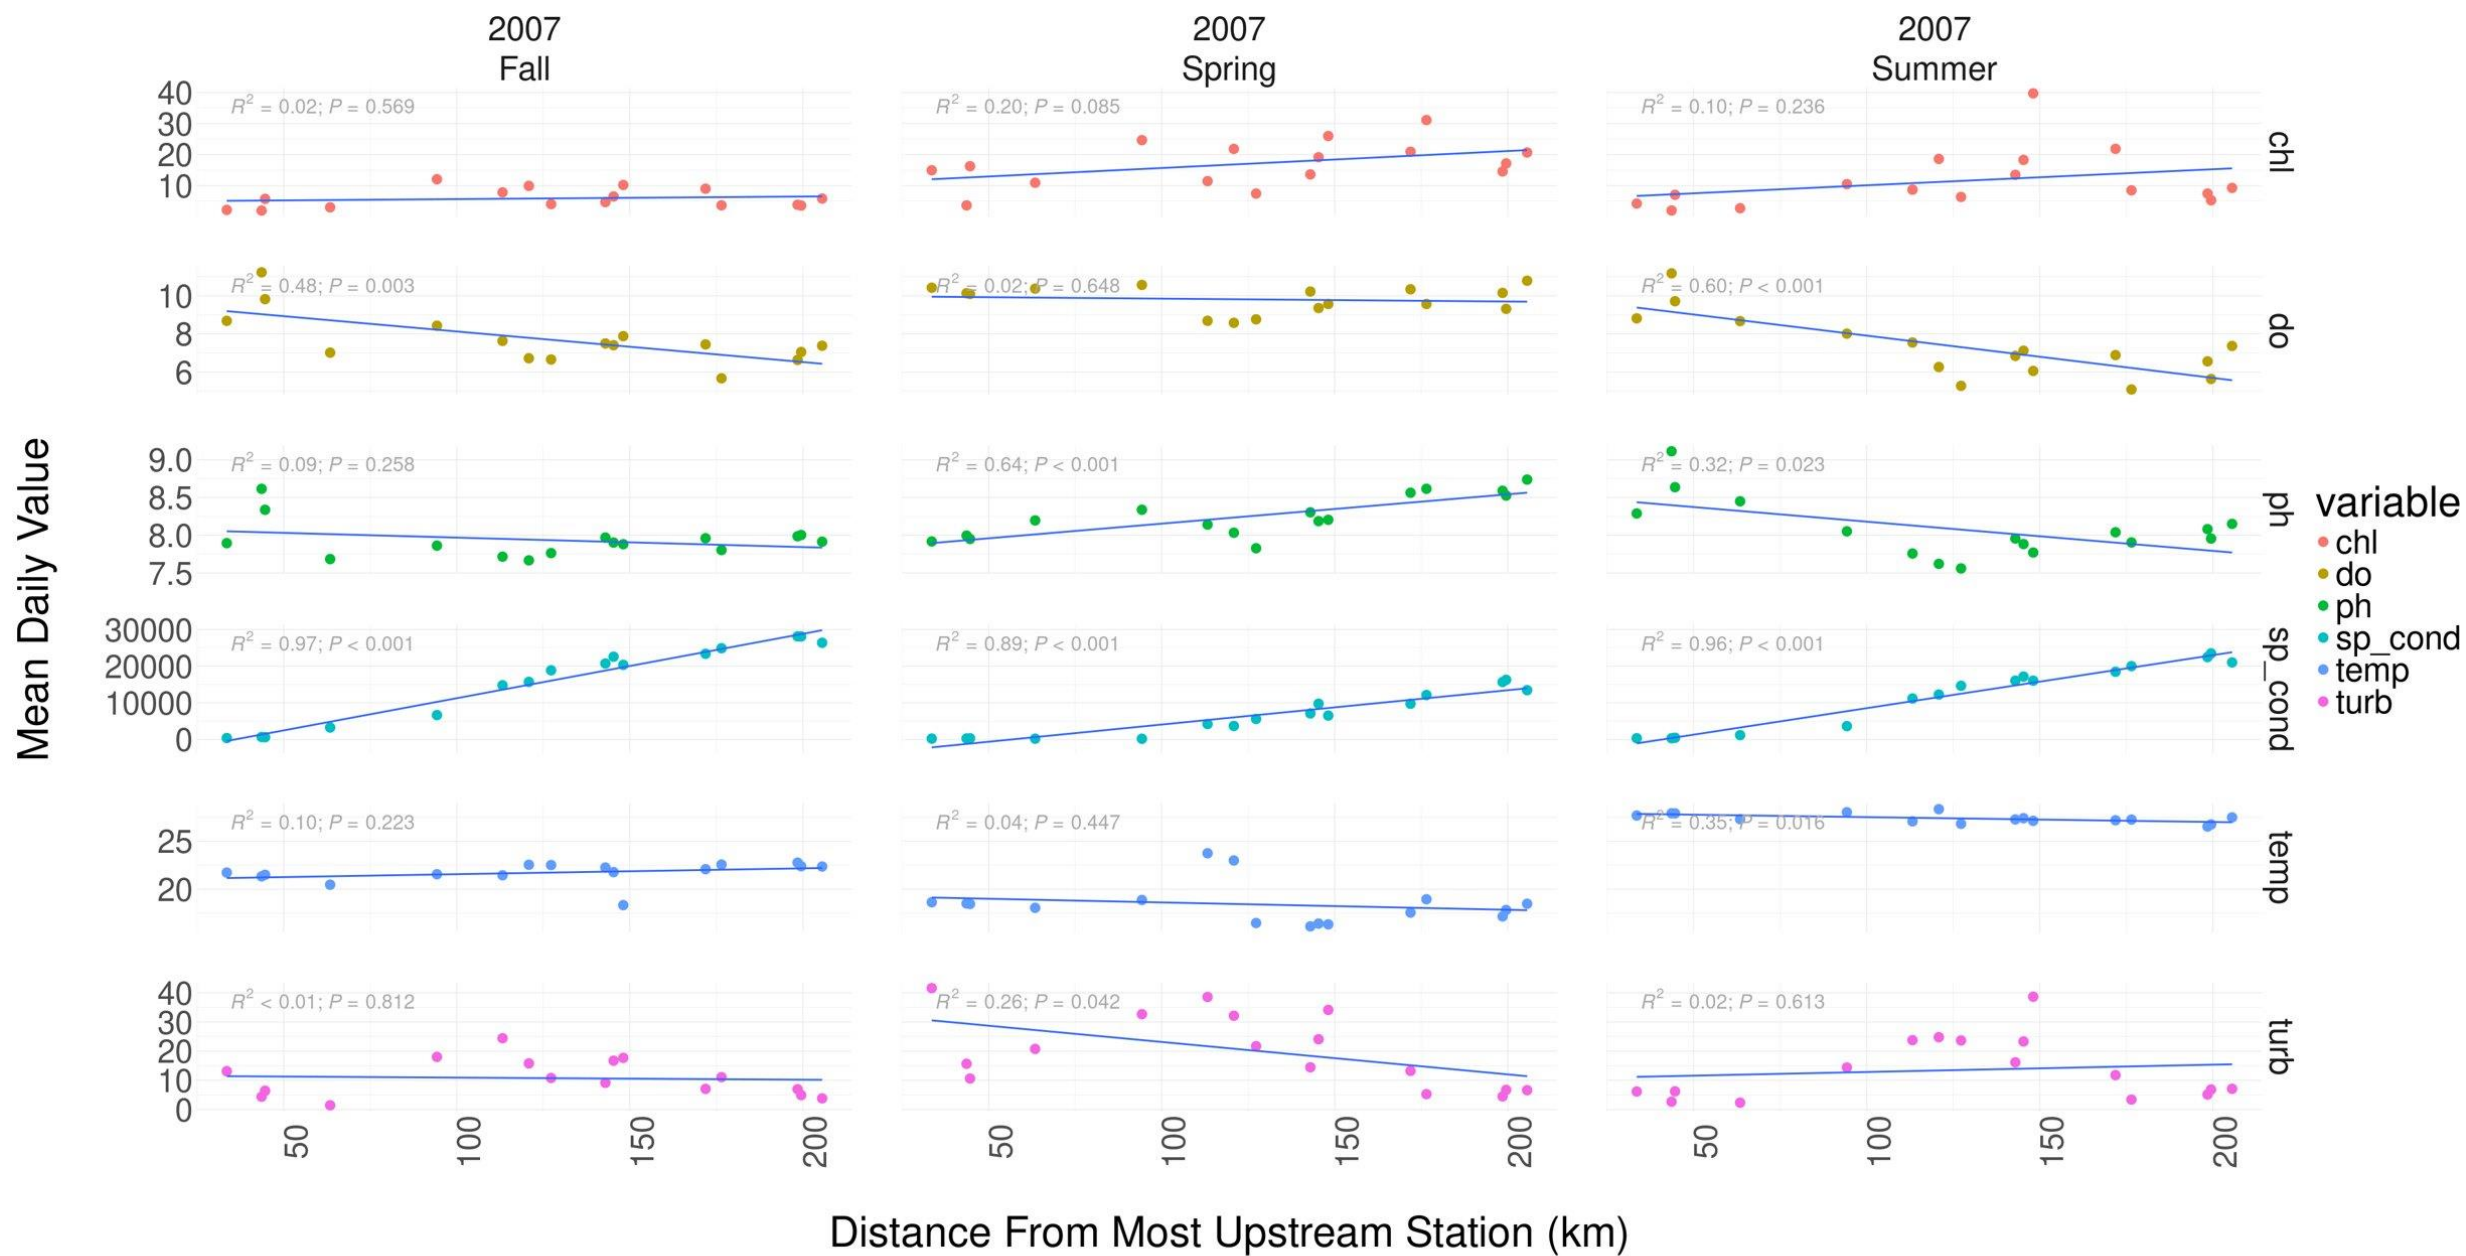 2007 2007 2007
Fall Spring Summer
40
30
20
10
R² = 0.02; P = 0.569
R² = 0.20; P = 0.085
R² = 0.10; P = 0.236
chl
10
8
6
R² = 0.48; P = 0.003
R² = 0.02; P = 0.648
R² = 0.60; P < 0.001
do
9.0
8.5
8.0
7.5
R² = 0.09; P = 0.258
R² = 0.64; P < 0.001
R² = 0.32; P = 0.023
ph
30000
20000
10000
0
R² = 0.97; P < 0.001
R² = 0.89; P < 0.001
R² = 0.96; P < 0.001
sp_cond
25
20
R² = 0.10; P = 0.223
R² = 0.04; P = 0.447
R² = 0.35; P = 0.016
temp
40
30
20
10
0
R² < 0.01; P = 0.812
R² = 0.26; P = 0.042
R² = 0.02; P = 0.613
turb
50 100 150 200 50 100 150 200 50 100 150 200
Mean Daily Value
Distance From Most Upstream Station (km)
variable
chl
do
ph
sp_cond
temp
turb